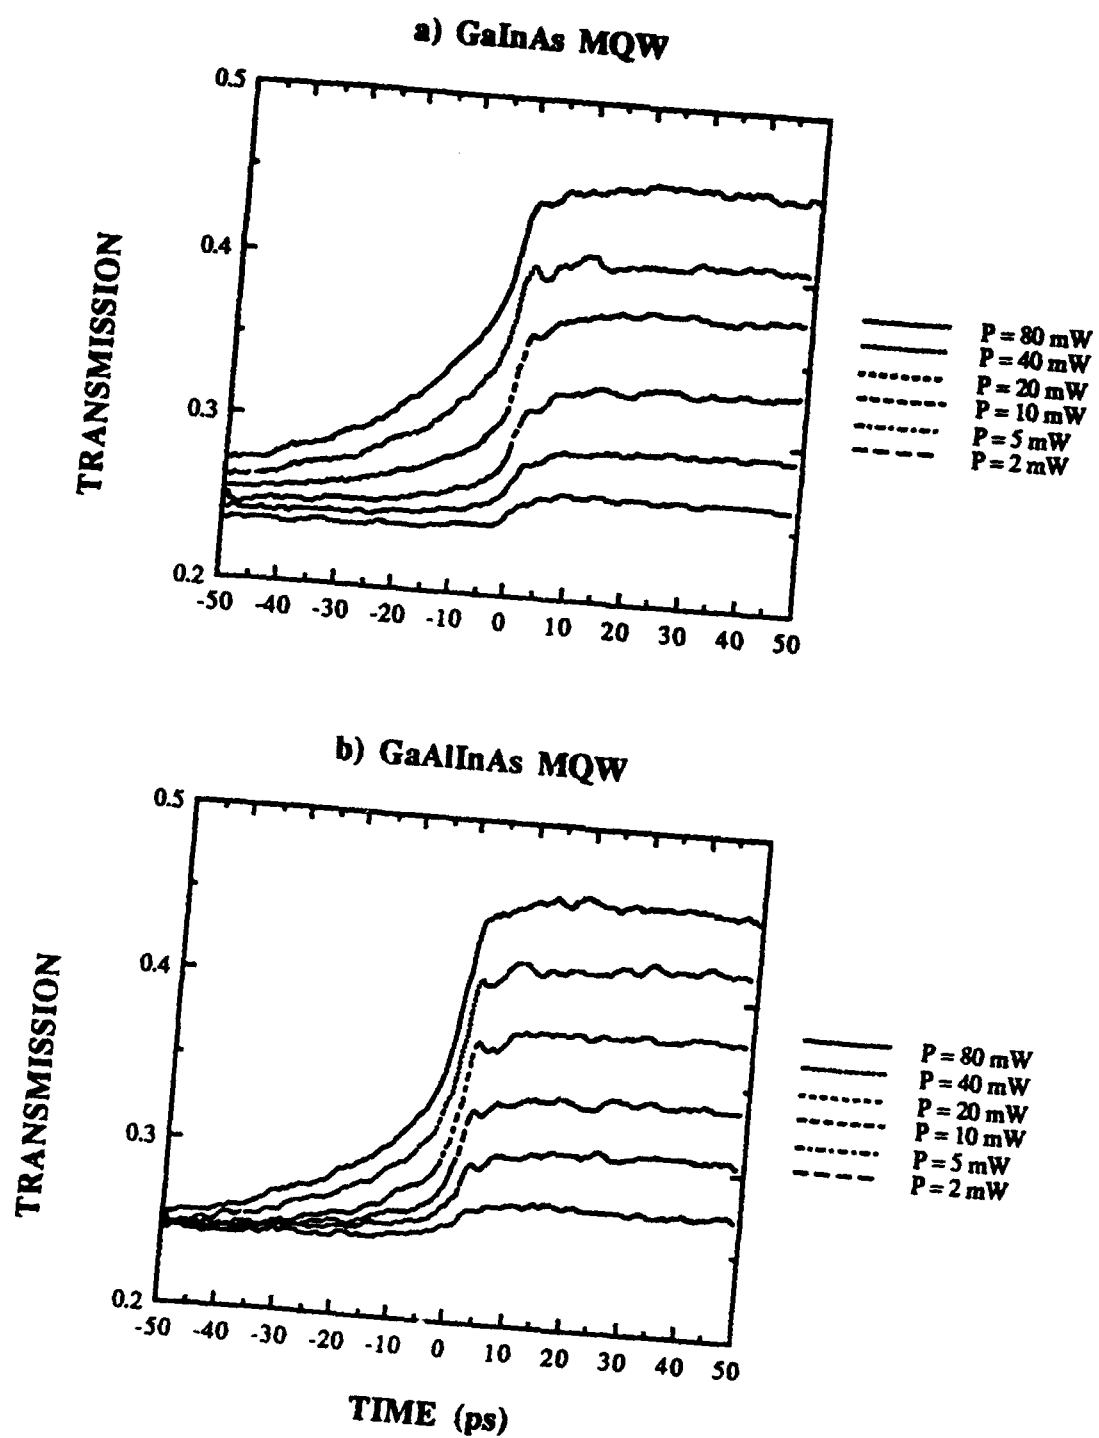 a) GaInAs MQW
0.5
0.4
0.3
0.2
TRANSMISSION
-50 -40 -30 -20 -10 0 10 20 30 40 50
P = 80 mW
P = 40 mW
P = 20 mW
P = 10 mW
P = 5 mW
P = 2 mW
b) GaAlInAs MQW
0.5
0.4
0.3
0.2
TRANSMISSION
-50 -40 -30 -20 -10 0 10 20 30 40 50
P = 80 mW
P = 40 mW
P = 20 mW
P = 10 mW
P = 5 mW
P = 2 mW
TIME (ps)